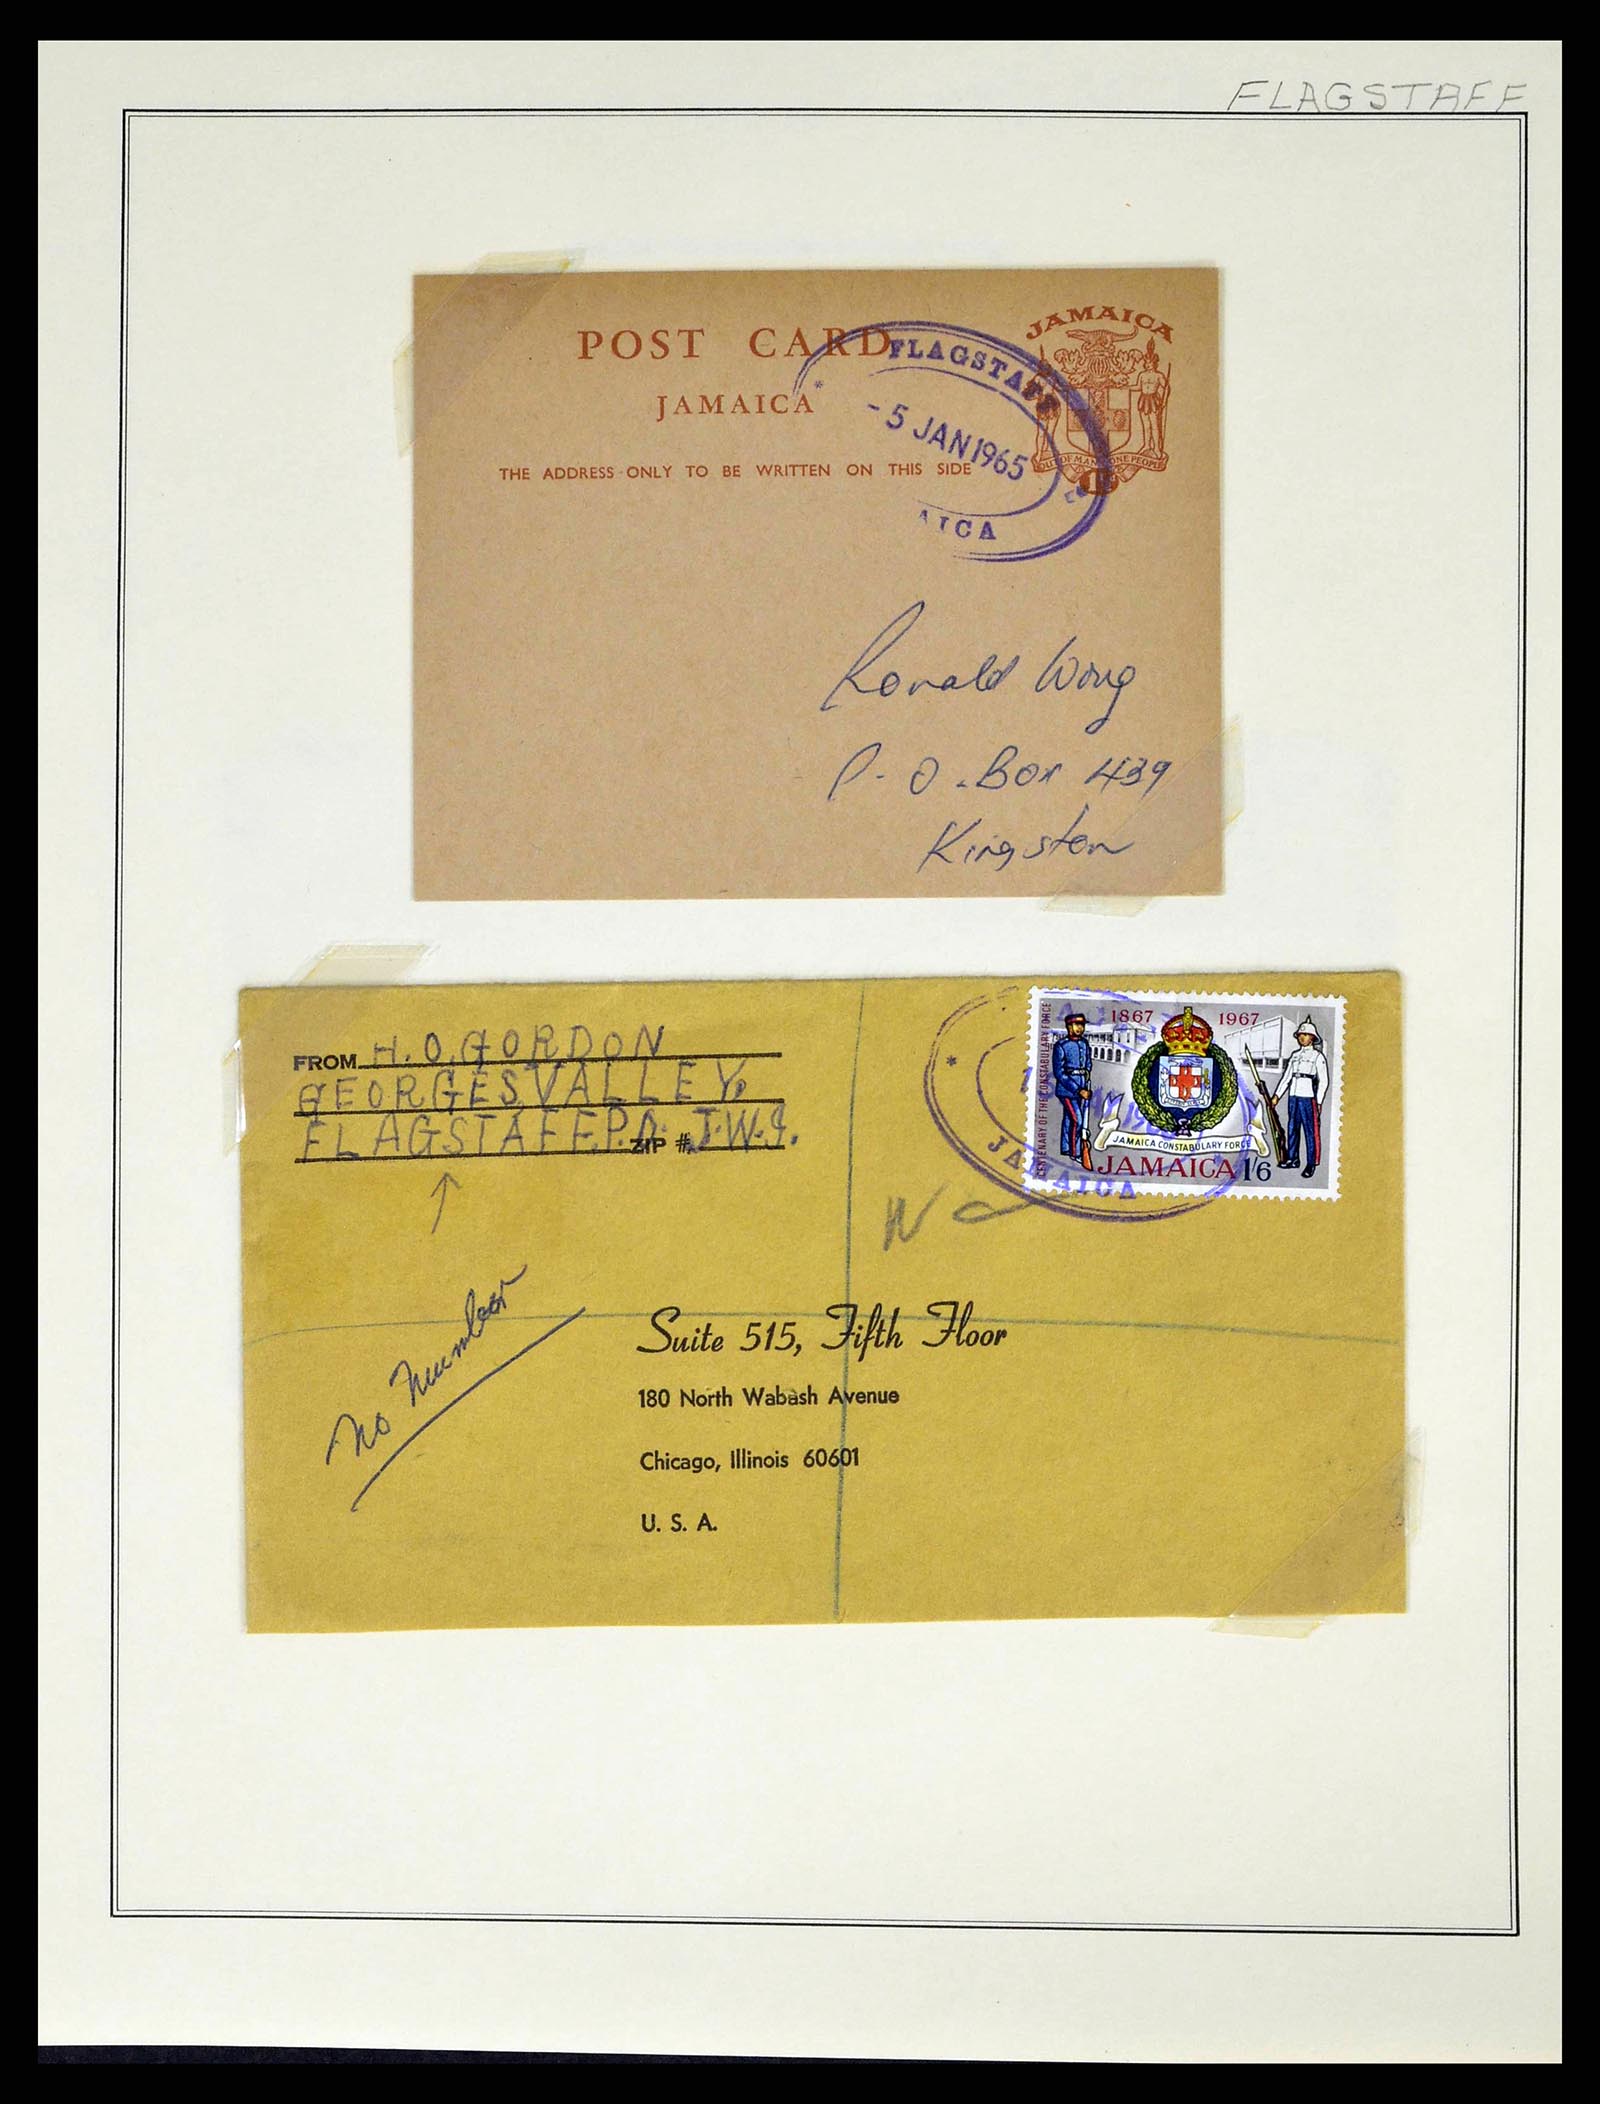 FLAGSTAFF
POST CARD
JAMAICA
THE ADDRESS ONLY TO BE WRITTEN ON THIS SIDE
JAMAICA
OUT OF MANY ONE PEOPLE
FLAGSTAFF
-5 JAN 1965
AICA
Ronald Wong
P.O. Box 439
Kingston
FROM H.O. GORDON
GEORGES VALLEY.
FLAGSTAFF.P.O. ZIP # J.W.I.
No Number
1867 1967
CENTENARY OF THE CONSTABULARY FORCE
JAMAICA CONSTABULARY FORCE
JAMAICA 1/6
JAMAICA
Suite 515, Fifth Floor
180 North Wabash Avenue
Chicago, Illinois 60601
U. S. A.